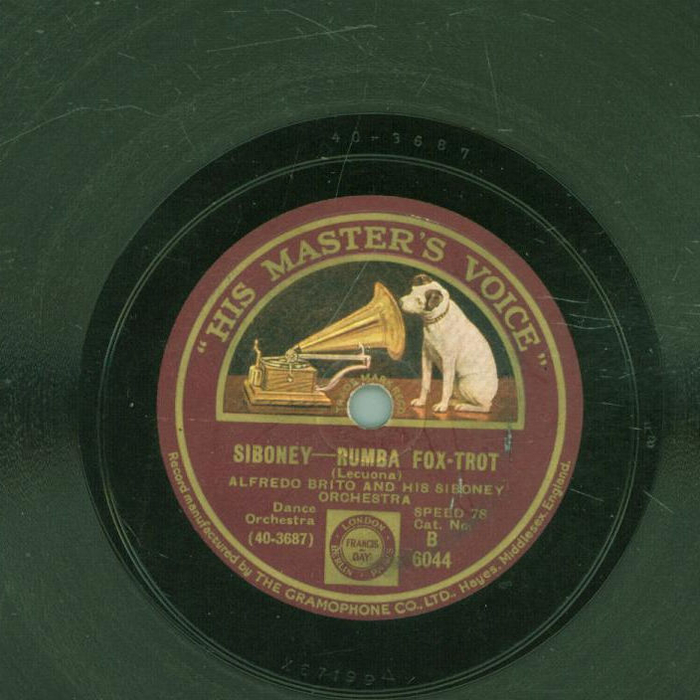 40-3687
"HIS MASTER'S VOICE"
SIBONEY—RUMBA FOX-TROT
(Lecuona)
ALFREDO BRITO AND HIS SIBONEY
ORCHESTRA
Dance
Orchestra
(40-3687)
LONDON
FRANCIS
DAY
BERLIN
SPEED 78
Cat. No.
B
6044
Record manufactured by THE GRAMOPHONE CO., LTD., Hayes, Middlesex, England.